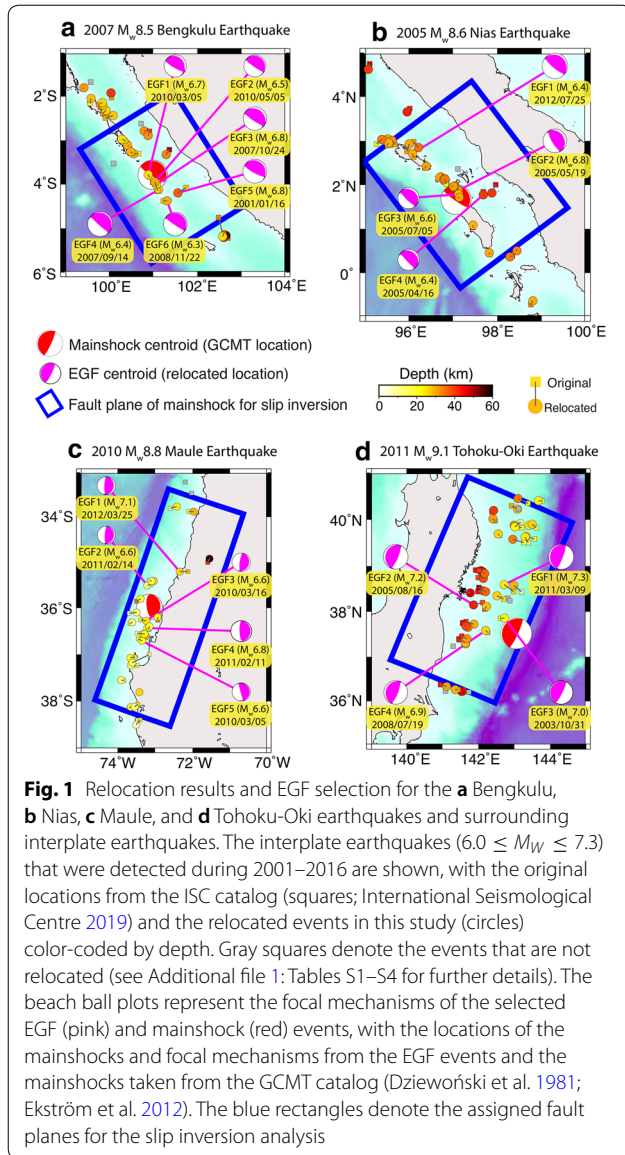 a 2007 Mw8.5 Bengkulu Earthquake
EGF1 (Mw6.7)
2010/03/05
EGF2 (Mw6.5)
2010/05/05
EGF3 (Mw6.8)
2007/10/24
EGF5 (Mw6.8)
2001/01/16
EGF4 (Mw6.4)
2007/09/14
EGF6 (Mw6.3)
2008/11/22
2°S
4°S
6°S
100°E
102°E
104°E
b 2005 Mw8.6 Nias Earthquake
EGF1 (Mw6.4)
2012/07/25
EGF2 (Mw6.8)
2005/05/19
EGF3 (Mw6.6)
2005/07/05
EGF4 (Mw6.4)
2005/04/16
4°N
2°N
0°
96°E
98°E
100°E
Mainshock centroid (GCMT location)
EGF centroid (relocated location)
Fault plane of mainshock for slip inversion
Depth (km)
0 20 40 60
Original
Relocated
c 2010 Mw8.8 Maule Earthquake
EGF1 (Mw7.1)
2012/03/25
EGF2 (Mw6.6)
2011/02/14
EGF3 (Mw6.6)
2010/03/16
EGF4 (Mw6.8)
2011/02/11
EGF5 (Mw6.6)
2010/03/05
34°S
36°S
38°S
74°W
72°W
70°W
d 2011 Mw9.1 Tohoku-Oki Earthquake
EGF2 (Mw7.2)
2005/08/16
EGF1 (Mw7.3)
2011/03/09
EGF4 (Mw6.9)
2008/07/19
EGF3 (Mw7.0)
2003/10/31
40°N
38°N
36°N
140°E
142°E
144°E
Fig. 1 Relocation results and EGF selection for the a Bengkulu,
b Nias, c Maule, and d Tohoku-Oki earthquakes and surrounding
interplate earthquakes. The interplate earthquakes (6.0 ≤ MW ≤ 7.3)
that were detected during 2001–2016 are shown, with the original
locations from the ISC catalog (squares; International Seismological
Centre 2019) and the relocated events in this study (circles)
color-coded by depth. Gray squares denote the events that are not
relocated (see Additional file 1: Tables S1–S4 for further details). The
beach ball plots represent the focal mechanisms of the selected
EGF (pink) and mainshock (red) events, with the locations of the
mainshocks and focal mechanisms from the EGF events and the
mainshocks taken from the GCMT catalog (Dziewoński et al. 1981;
Ekström et al. 2012). The blue rectangles denote the assigned fault
planes for the slip inversion analysis